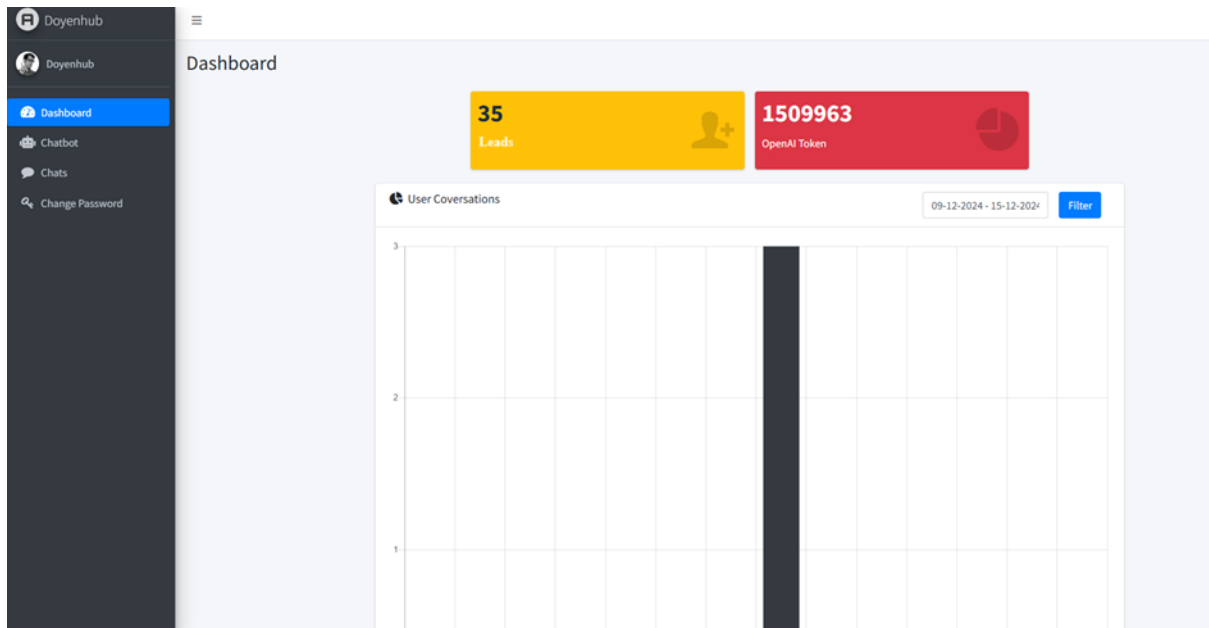 Doyenhub
Doyenhub
Dashboard
Chatbot
Chats
Change Password
Dashboard
35
Leads
1509963
OpenAI Token
User Coversations
09-12-2024 - 15-12-202
Filter
3
2
1